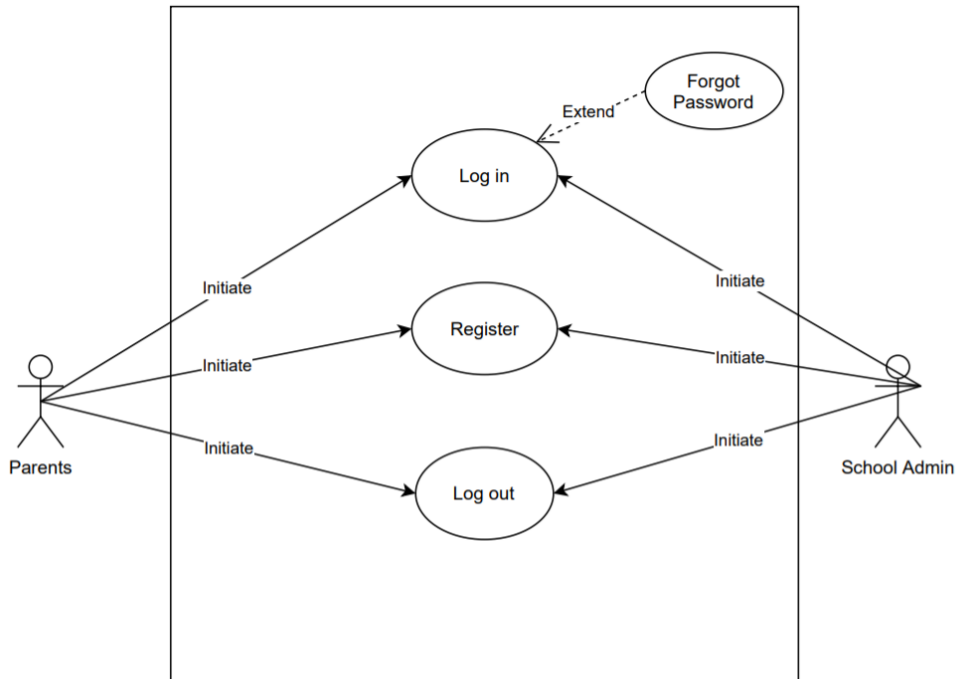 Forgot
Password
Extend
Log in
Initiate
Initiate
Register
Initiate
Initiate
Initiate
Initiate
Log out
Parents
School Admin